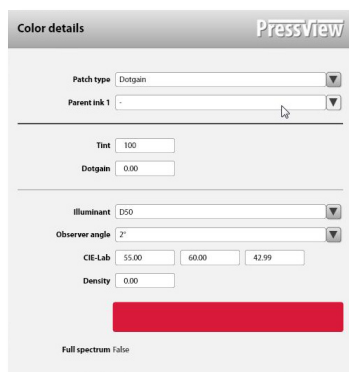 Color details PressView
Patch type Dotgain
Parent ink 1 -
Tint 100
Dotgain 0.00
Illuminant D50
Observer angle 2°
CIE-Lab 55.00 60.00 42.99
Density 0.00
Full spectrum False